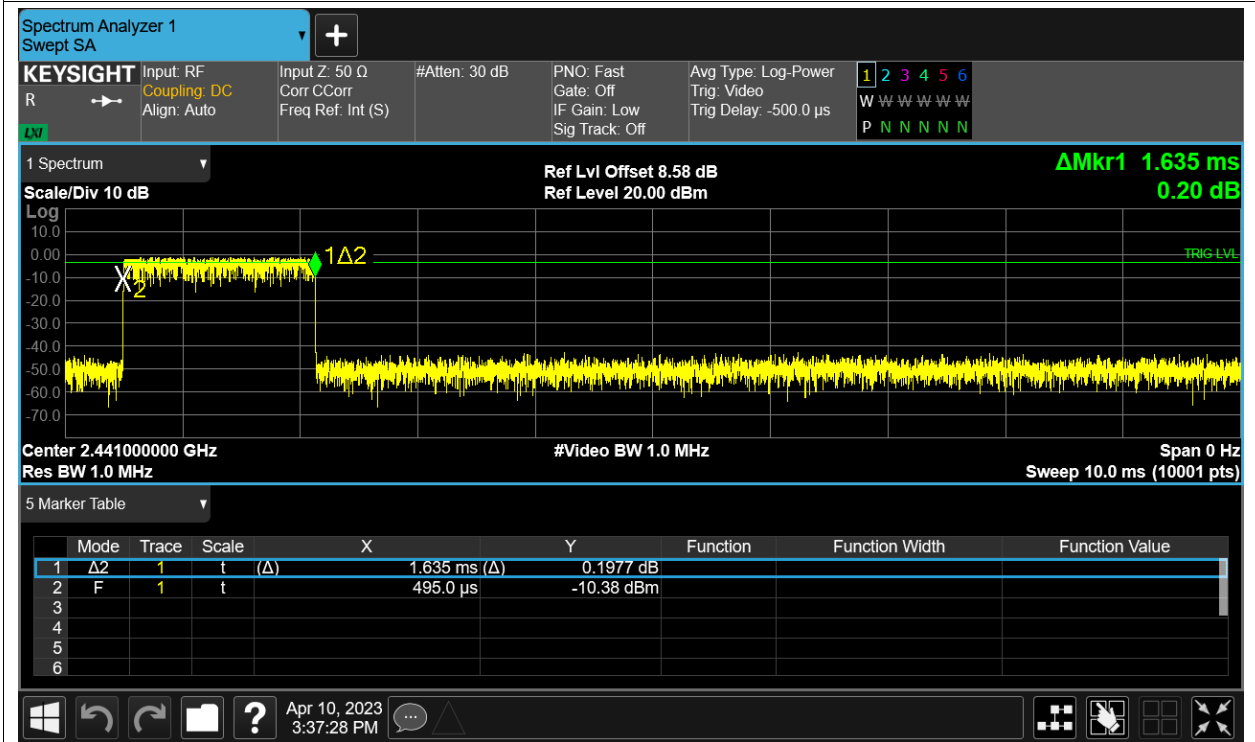 Spectrum Analyzer 1
Swept SA
+
KEYSIGHT Input: RF Input Z: 50 Ω #Atten: 30 dB PNO: Fast Avg Type: Log-Power 1 2 3 4 5 6
R Coupling: DC Corr CCorr Gate: Off Trig: Video W W W W W W
Align: Auto Freq Ref: Int (S) IF Gain: Low Trig Delay: -500.0 µs
LXI Sig Track: Off P N N N N N
1 Spectrum
Scale/Div 10 dB
Ref Lvl Offset 8.58 dB
Ref Level 20.00 dBm
ΔMkr1 1.635 ms
0.20 dB
Log
10.0
0.00
-10.0
-20.0
-30.0
-40.0
-50.0
-60.0
-70.0
1Δ2
X2
TRIG LVL
Center 2.441000000 GHz #Video BW 1.0 MHz Span 0 Hz
Res BW 1.0 MHz Sweep 10.0 ms (10001 pts)
5 Marker Table
Mode Trace Scale X Y Function Function Width Function Value
1 Δ2 1 t (Δ) 1.635 ms (Δ) 0.1977 dB
2 F 1 t 495.0 µs -10.38 dBm
3
4
5
6
? Apr 10, 2023
3:37:28 PM